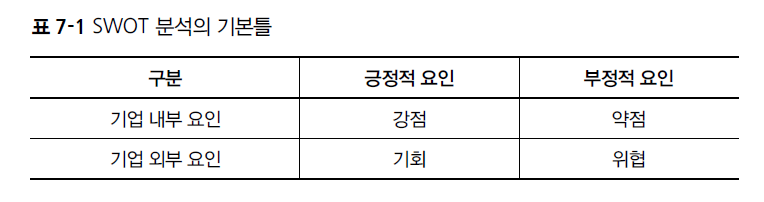 표 7-1 SWOT 분석의 기본틀
구분 긍정적 요인 부정적 요인
기업 내부 요인 강점 약점
기업 외부 요인 기회 위협